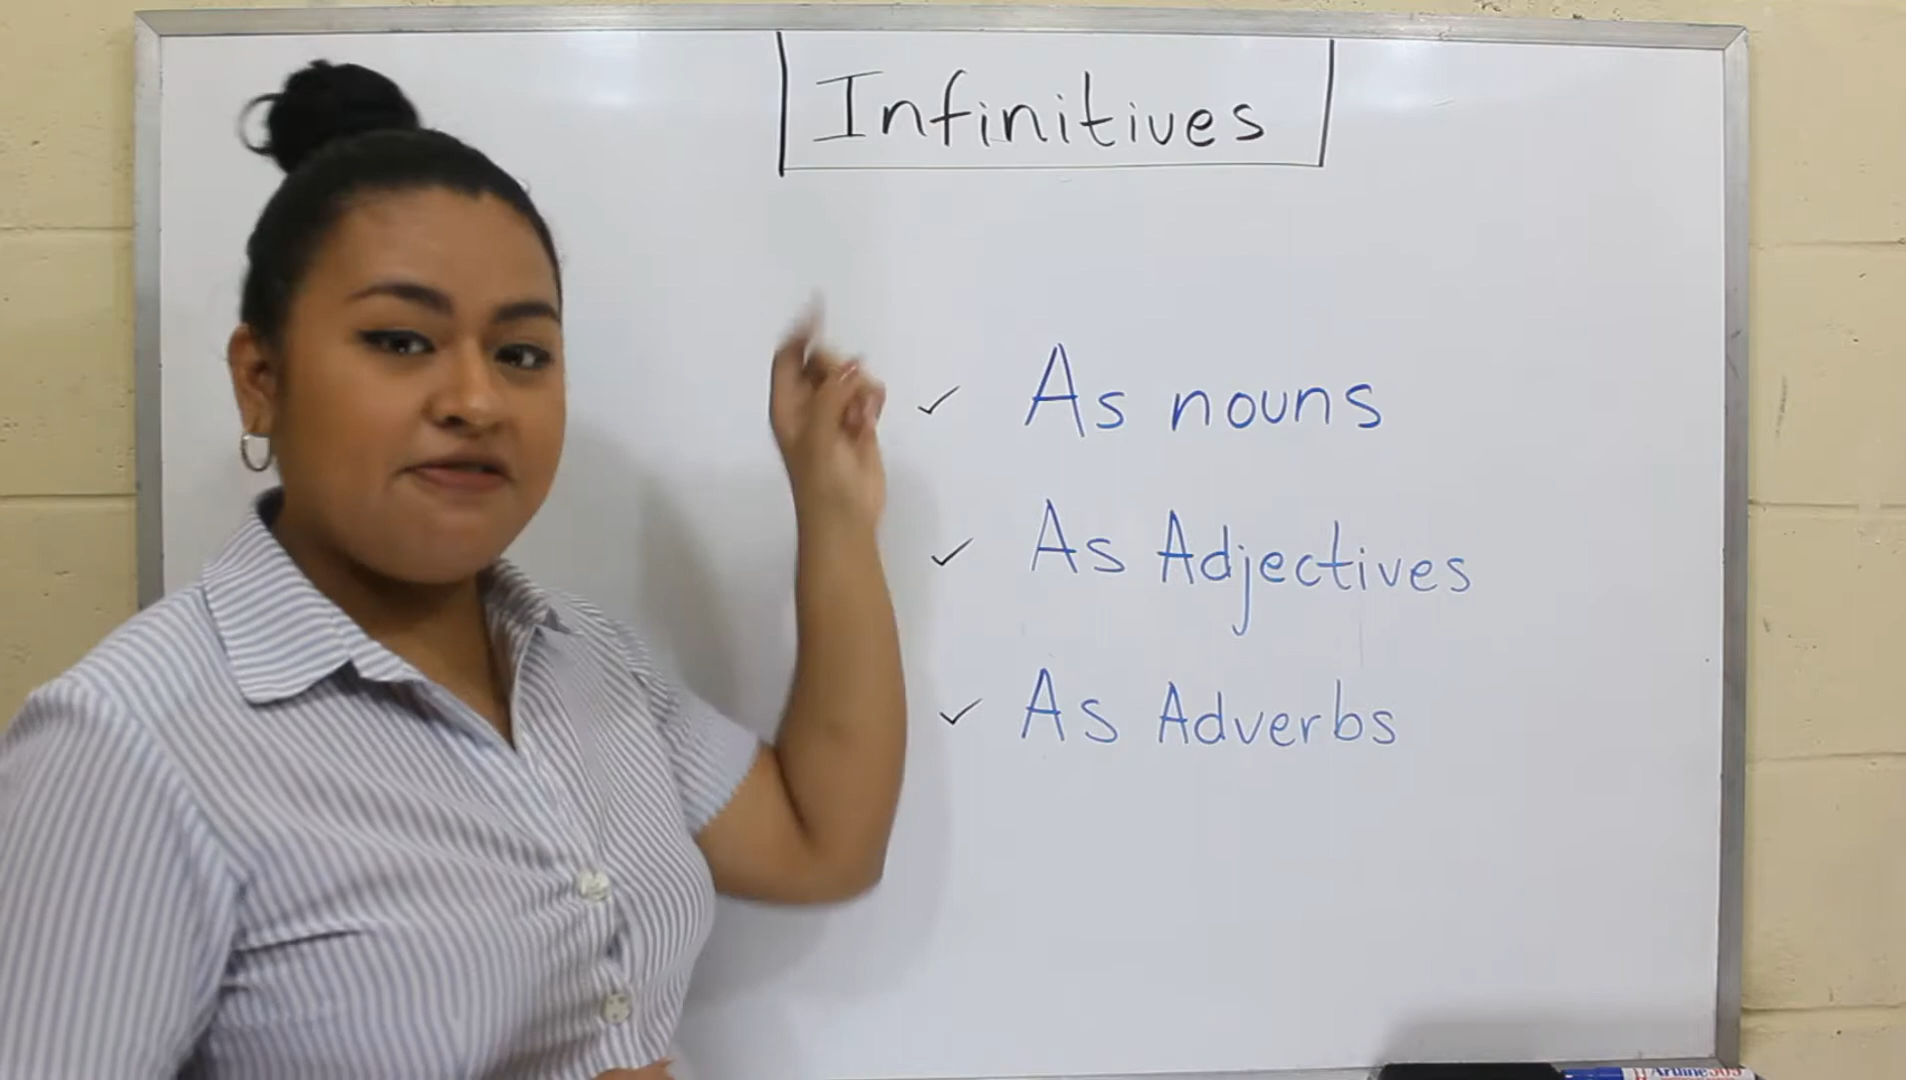 Infinitives
✓ As nouns
✓ As Adjectives
✓ As Adverbs